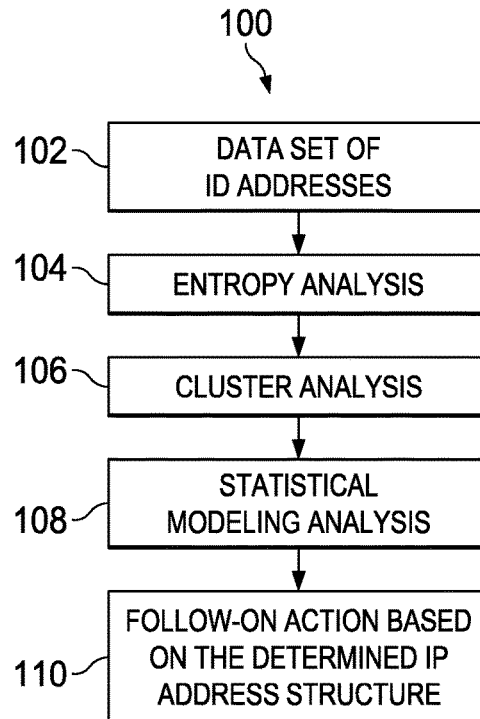 100
102
DATA SET OF
ID ADDRESSES
104
ENTROPY ANALYSIS
106
CLUSTER ANALYSIS
108
STATISTICAL
MODELING ANALYSIS
110
FOLLOW-ON ACTION BASED
ON THE DETERMINED IP
ADDRESS STRUCTURE